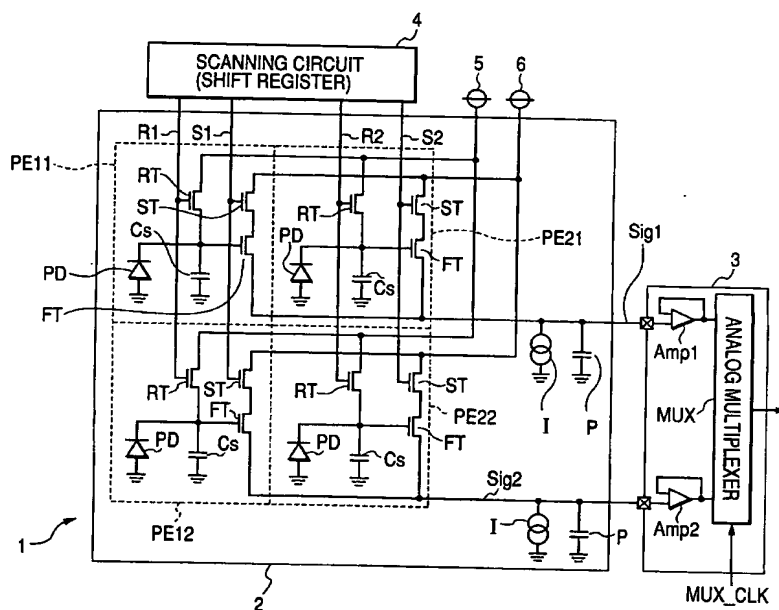 4
SCANNING CIRCUIT
(SHIFT REGISTER)
5
6
R1
S1
R2
S2
PE11
RT
ST
RT
ST
PE21
Cs
PD
FT
Sig1
3
PD
Cs
FT
Amp1
ANALOG MULTIPLEXER
RT
ST
RT
ST
I
P
MUX
FT
PE22
PD
Cs
PD
Cs
FT
Sig2
PE12
I
P
Amp2
1
2
MUX_CLK